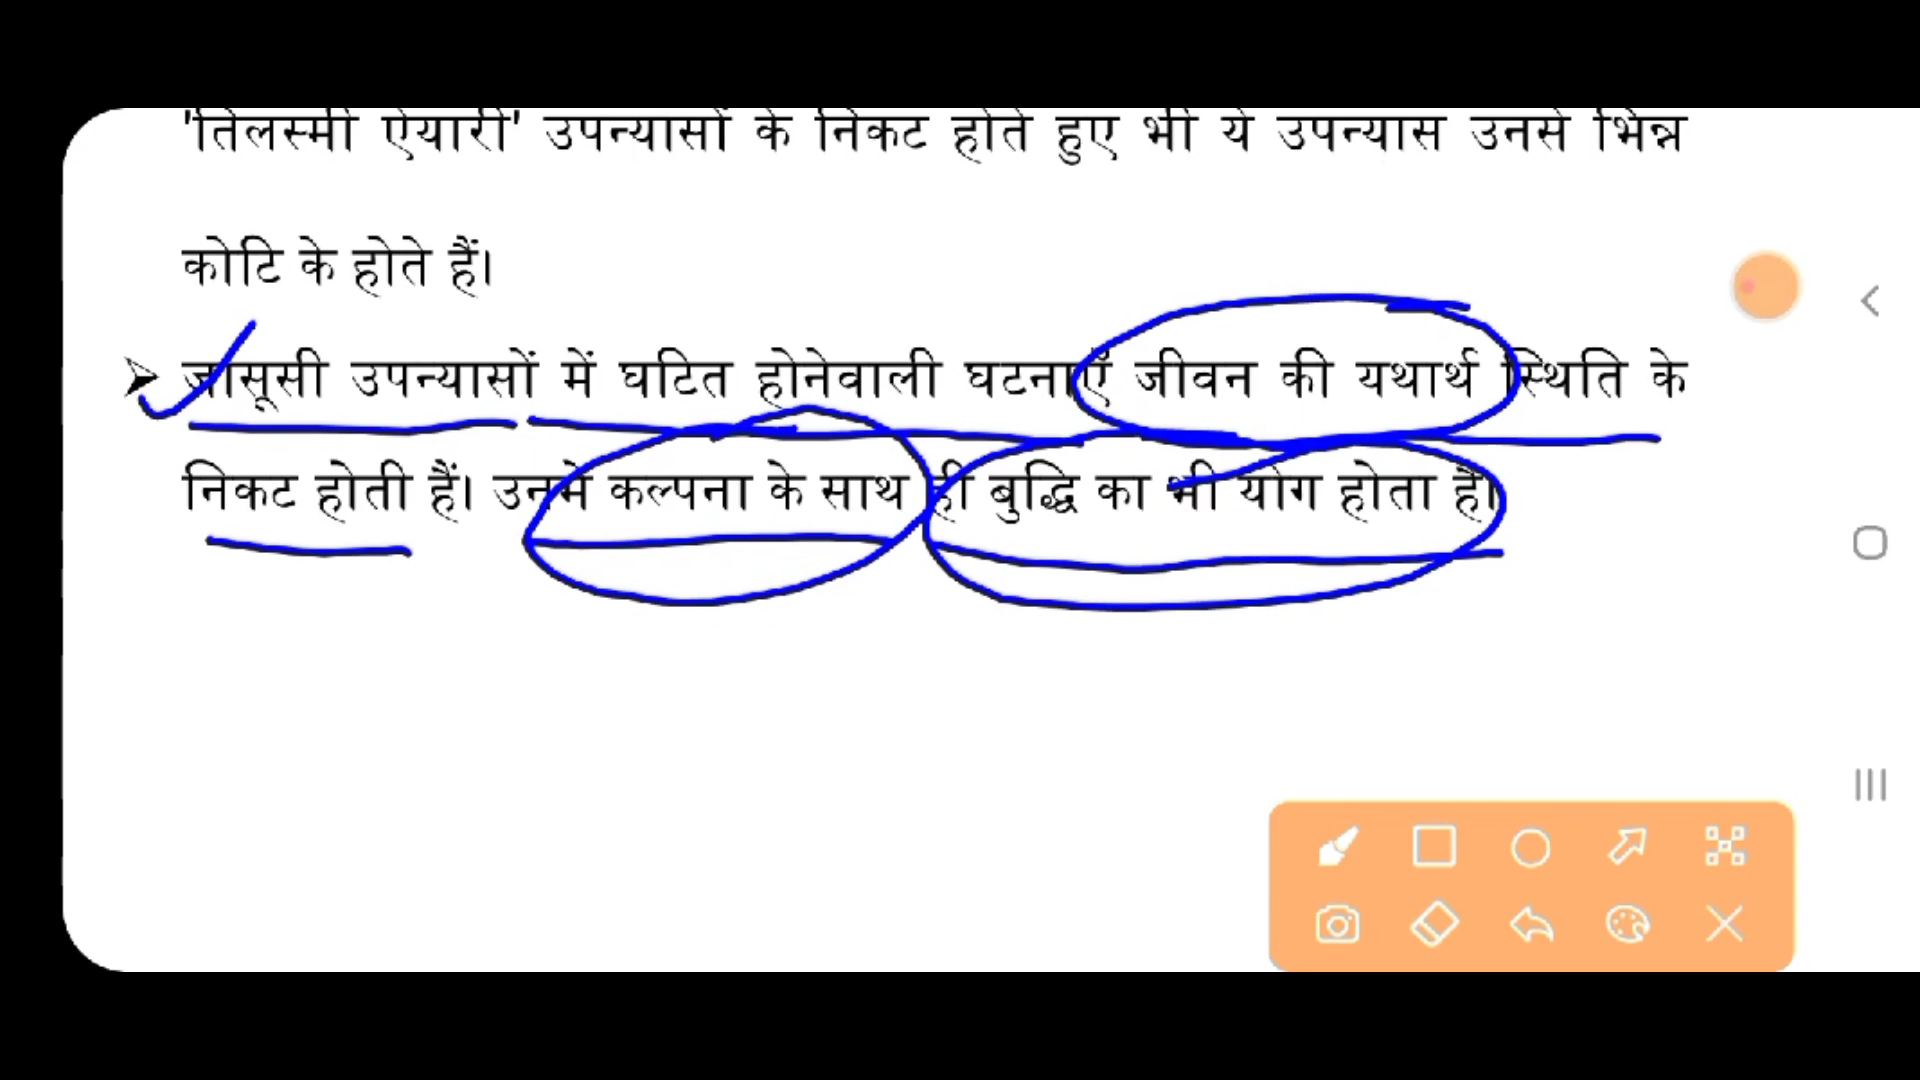 'तिलस्मी ऐयारी' उपन्यासों के निकट होते हुए भी ये उपन्यास उनसे भिन्न
कोटि के होते हैं।
➢ जासूसी उपन्यासों में घटित होनेवाली घटनाएँ जीवन की यथार्थ स्थिति के
निकट होती हैं। उनमे कल्पना के साथ ही बुद्धि का भी योग होता है।